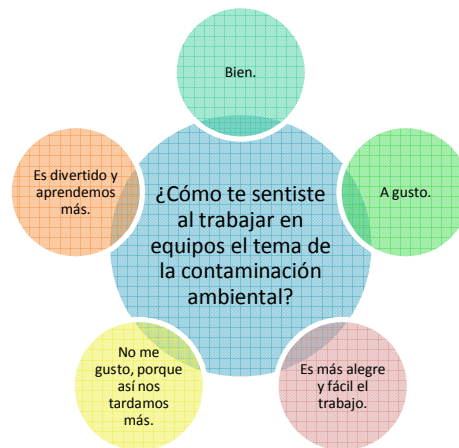 Bien.
Es divertido y
aprendemos
más.
¿Cómo te sentiste
al trabajar en
equipos el tema de
la contaminación
ambiental?
A gusto.
No me
gusto, porque
así nos
tardamos
más.
Es más alegre
y fácil el
trabajo.